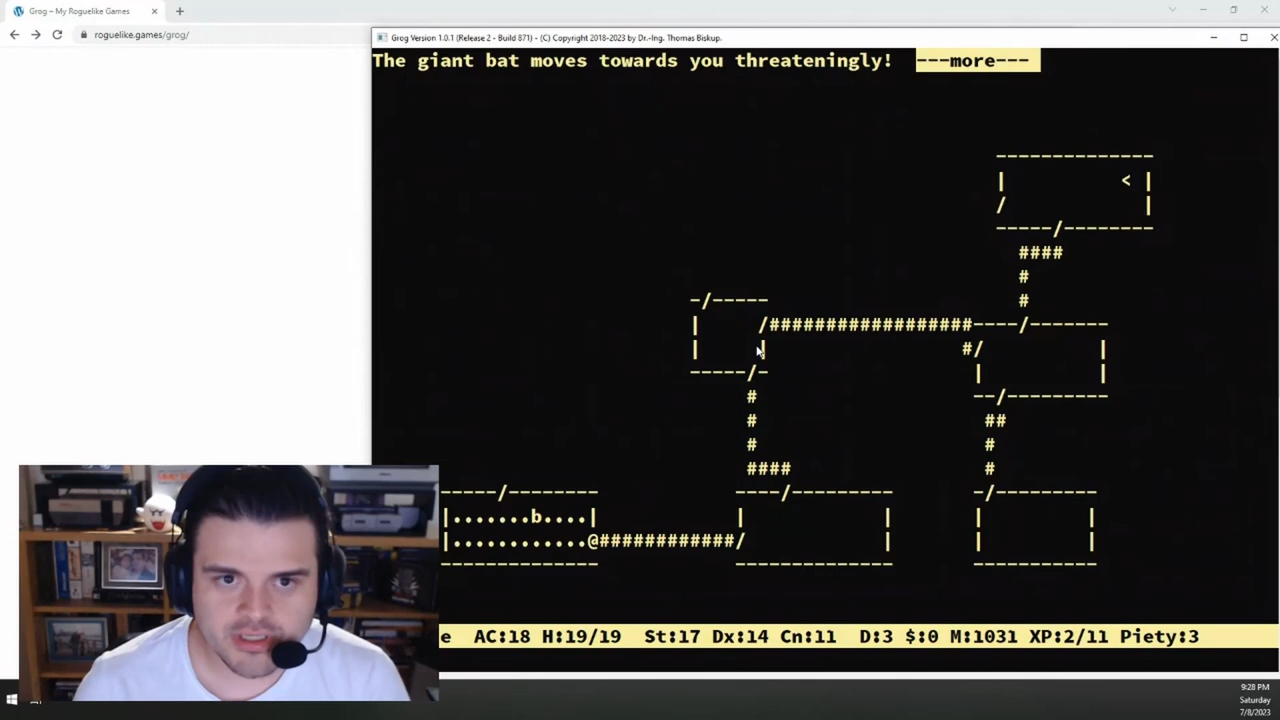 Grog – My Roguelike Games
roguelike.games/grog/
Grog Version 1.0.1 (Release 2 - Build 871) - (C) Copyright 2018-2023 by Dr.-Ing. Thomas Biskup.
The giant bat moves towards you threateningly! ---more---
--------------
| < |
/ |
-----/--------
####
#
#
-/-----
| /##################----/-------
| | #/ |
-----/- | |
# --/---------
# ##
# #
#### #
-----/-------- ----/--------- -/---------
|.......b....| | | | |
|............@############/ | | |
-------------- -------------- -----------
e AC:18 H:19/19 St:17 Dx:14 Cn:11 D:3 $:0 M:1031 XP:2/11 Piety:3
9:28 PM
Saturday
7/8/2023